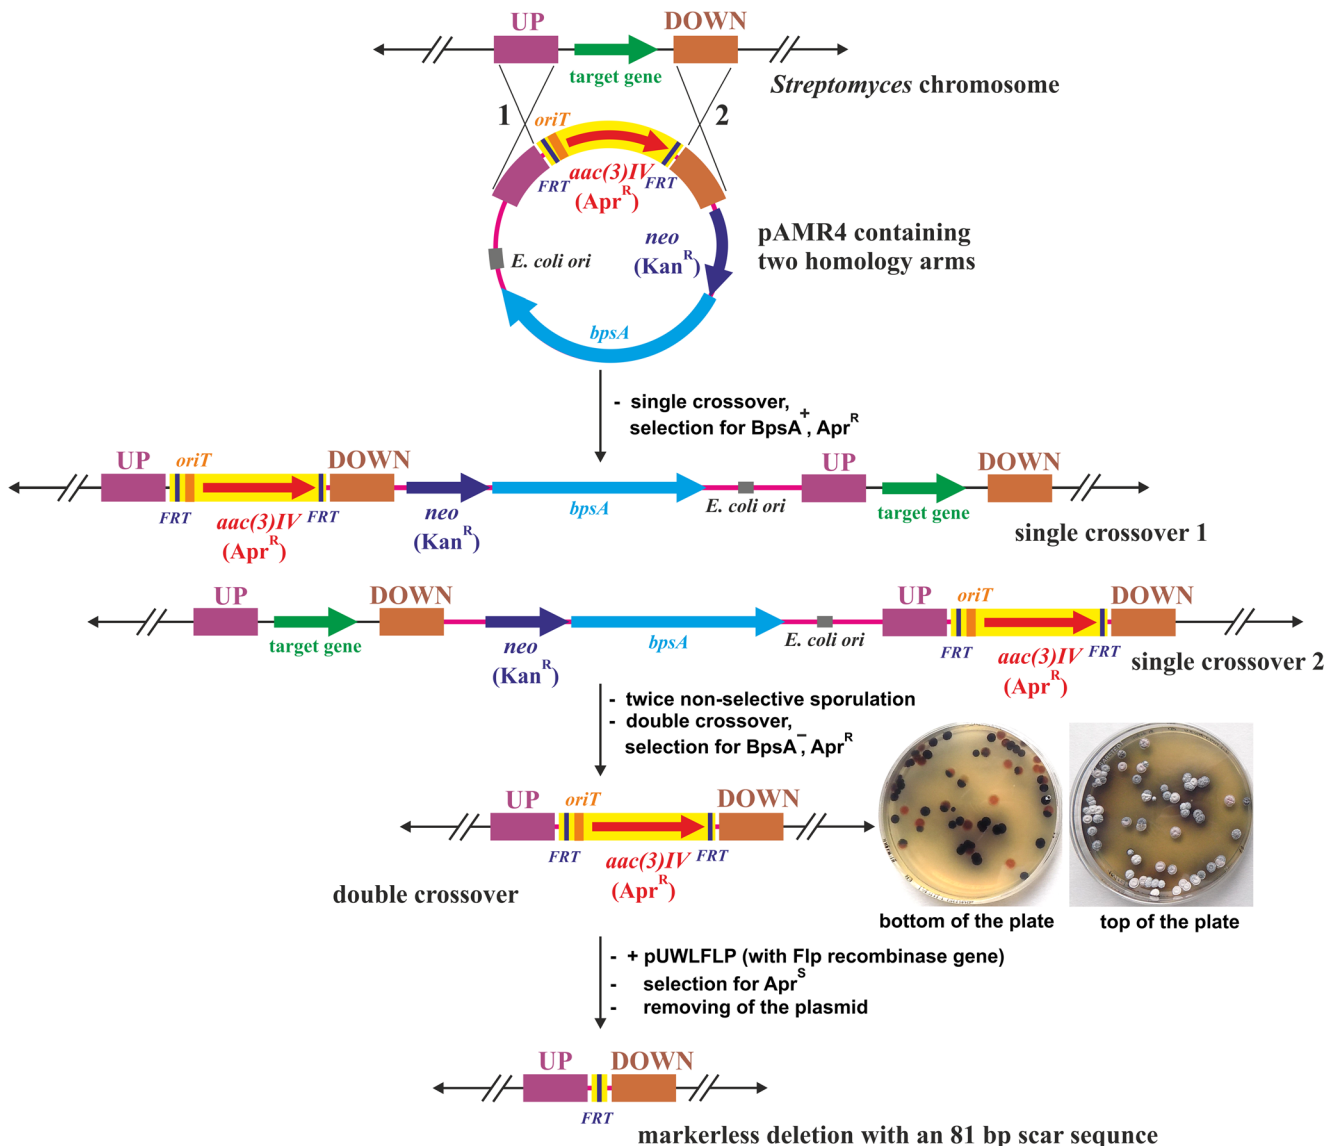 UP DOWN
target gene
Streptomyces chromosome
1 2
oriT
FRT FRT
aac(3)IV
(Apr^R)
neo
(Kan^R)
pAMR4 containing
two homology arms
E. coli ori
bpsA
- single crossover,
selection for BpsA^+, Apr^R
UP oriT DOWN UP DOWN
FRT FRT
aac(3)IV
(Apr^R)
neo
(Kan^R)
bpsA
E. coli ori
target gene
single crossover 1
UP DOWN UP oriT DOWN
target gene
neo
(Kan^R)
bpsA
E. coli ori
FRT FRT
aac(3)IV
(Apr^R)
single crossover 2
- twice non-selective sporulation
- double crossover,
selection for BpsA^−, Apr^R
UP oriT DOWN
FRT FRT
aac(3)IV
(Apr^R)
double crossover
bottom of the plate
top of the plate
- + pUWLFLP (with Flp recombinase gene)
- selection for Apr^S
- removing of the plasmid
UP DOWN
FRT
markerless deletion with an 81 bp scar sequnce